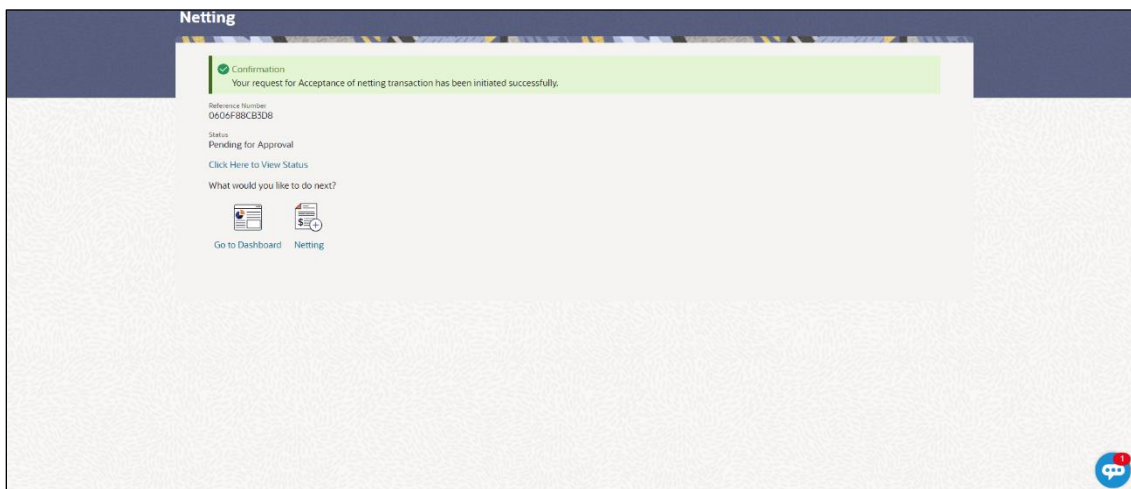 Netting
Confirmation
Your request for Acceptance of netting transaction has been initiated successfully.
Reference Number
0606F88CB3D8
Status
Pending for Approval
Click Here to View Status
What would you like to do next?
Go to Dashboard Netting
1